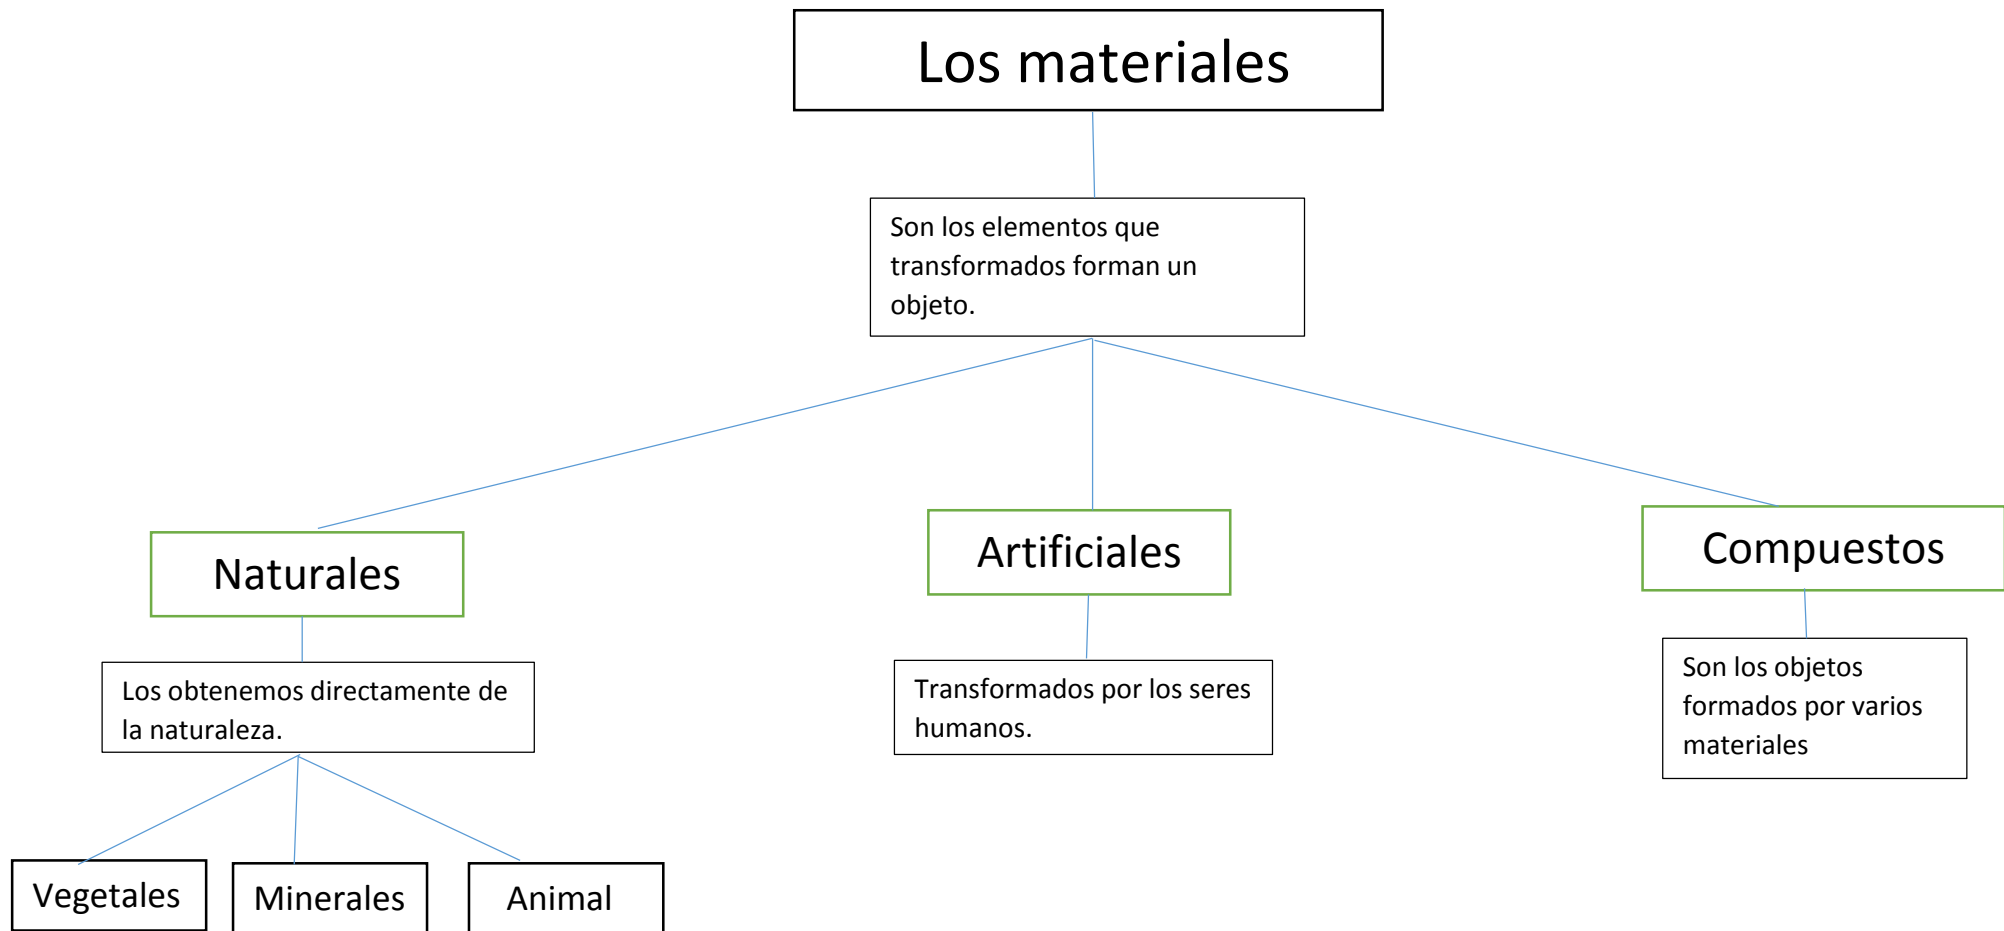 Los materiales
Son los elementos que
transformados forman un
objeto.
Naturales
Artificiales
Compuestos
Los obtenemos directamente de
la naturaleza.
Transformados por los seres
humanos.
Son los objetos
formados por varios
materiales
Vegetales
Minerales
Animal